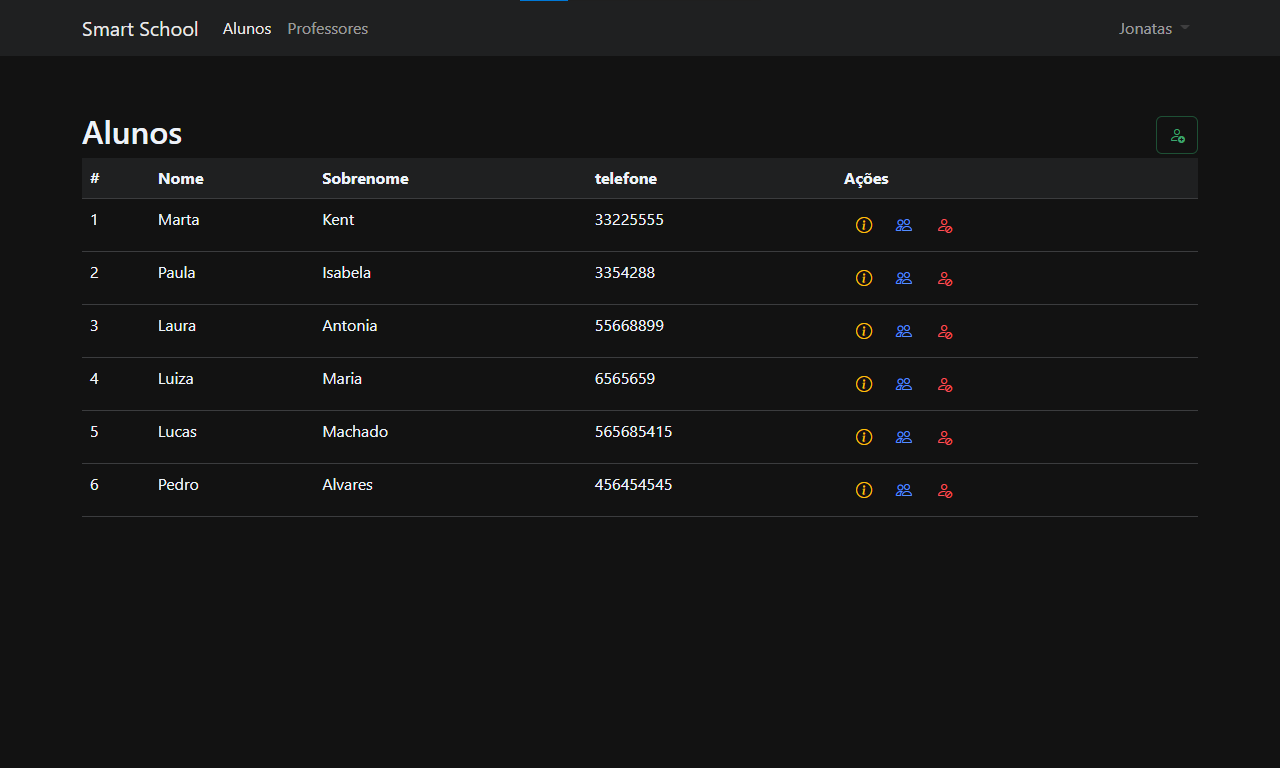 Smart School Alunos Professores Jonatas
Alunos
# Nome Sobrenome telefone Ações
1 Marta Kent 33225555
2 Paula Isabela 3354288
3 Laura Antonia 55668899
4 Luiza Maria 6565659
5 Lucas Machado 565685415
6 Pedro Alvares 456454545